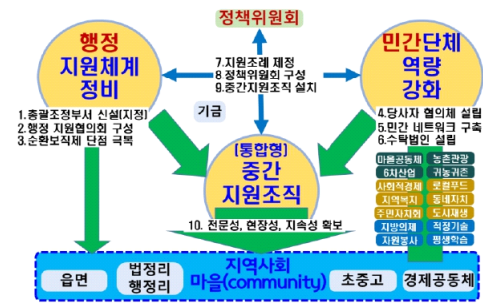 정책위원회
행정
지원체계
정비
민간단체
역량
강화
7.지원조례 제정
8 정책위원회 구성
9.중간지원조직 설치
기금
1.총괄조정부서 신설(지정)
2.행정 지원협의회 구성
3.순환보직제 단점 극복
4.당사자 협의체 설립
5.민간 네트워크 구축
6.수탁법인 설립
(통합형)
중간
지원조직
마을공동체 농촌관광
6차산업 귀농귀촌
사회적경제 로컬푸드
지역복지 동네자치
주민자치회 도시재생
지방의제 적정기술
자원봉사 평생학습
10. 전문성, 현장성, 지속성 확보
지역사회
마을(community)
읍면
법정리
행정리
초중고
경제공동체